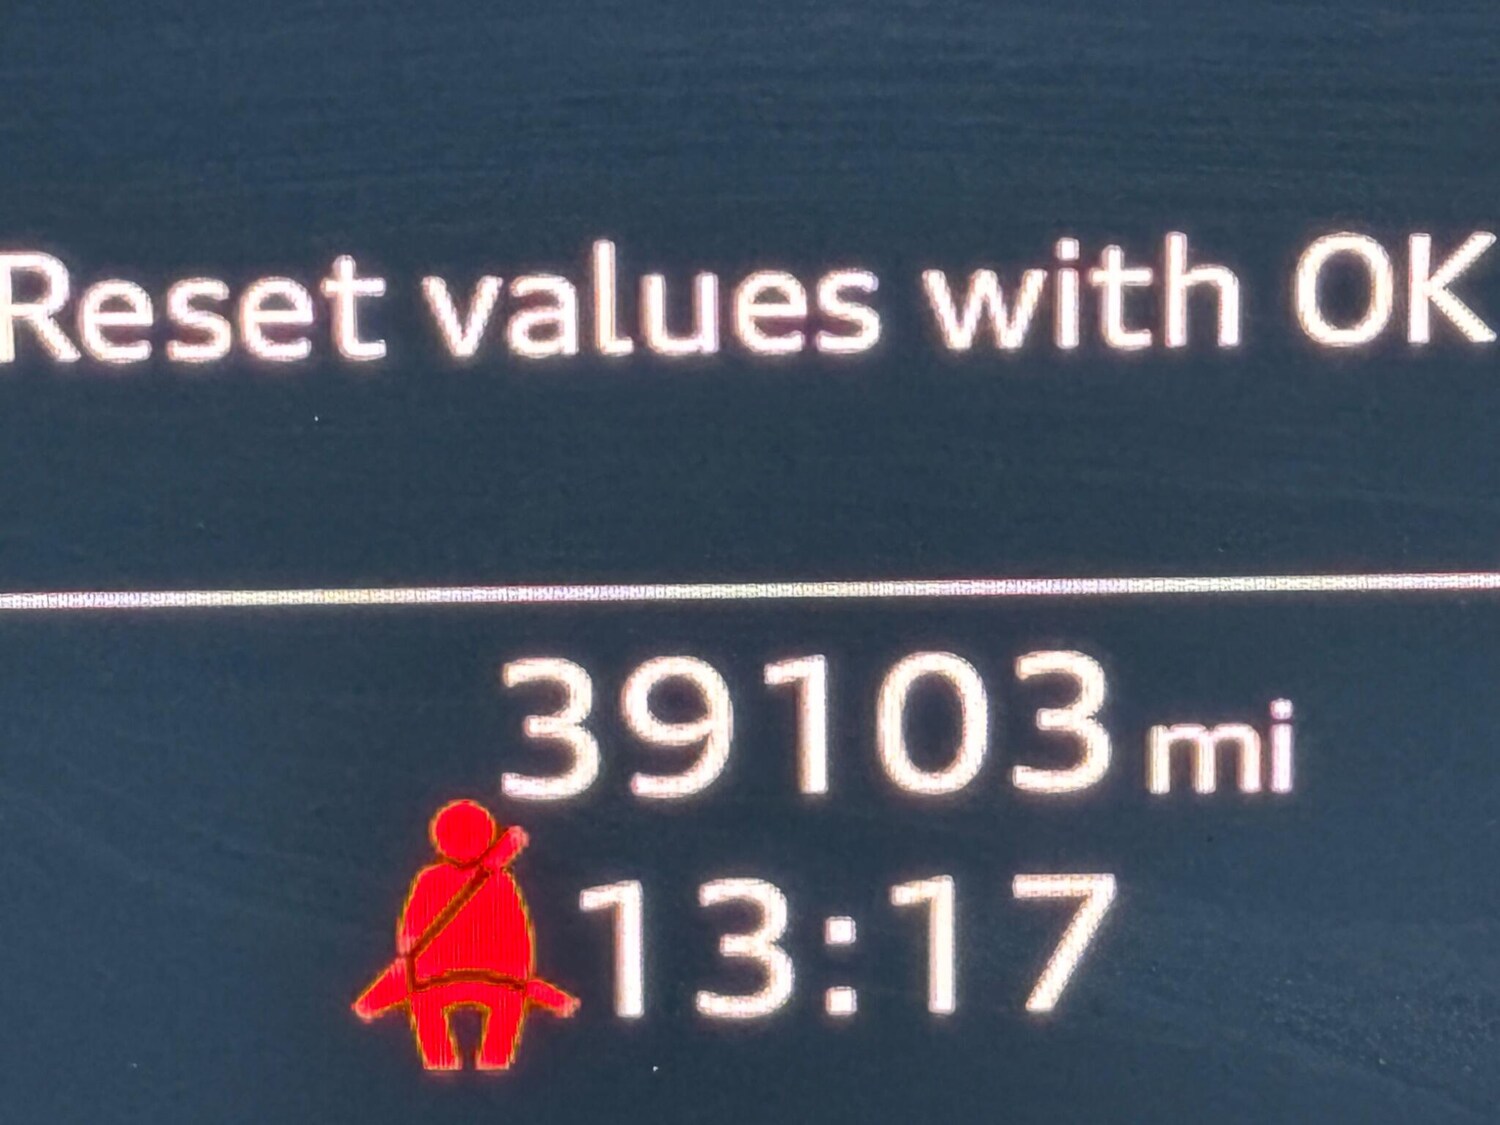 Reset values with OK
39103 mi
13:17